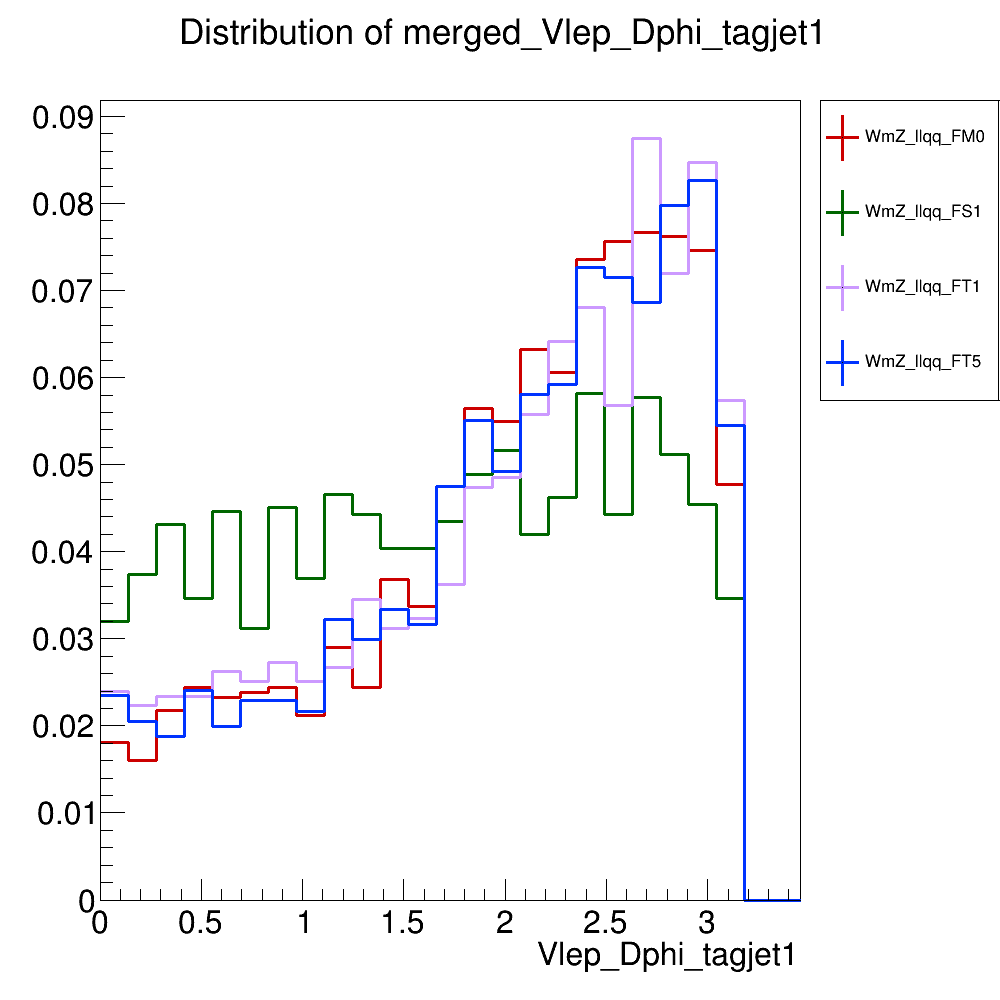 Distribution of merged_Vlep_Dphi_tagjet1
0.09
0.08
0.07
0.06
0.05
0.04
0.03
0.02
0.01
0
0 0.5 1 1.5 2 2.5 3
Vlep_Dphi_tagjet1
WmZ_llqq_FM0
WmZ_llqq_FS1
WmZ_llqq_FT1
WmZ_llqq_FT5